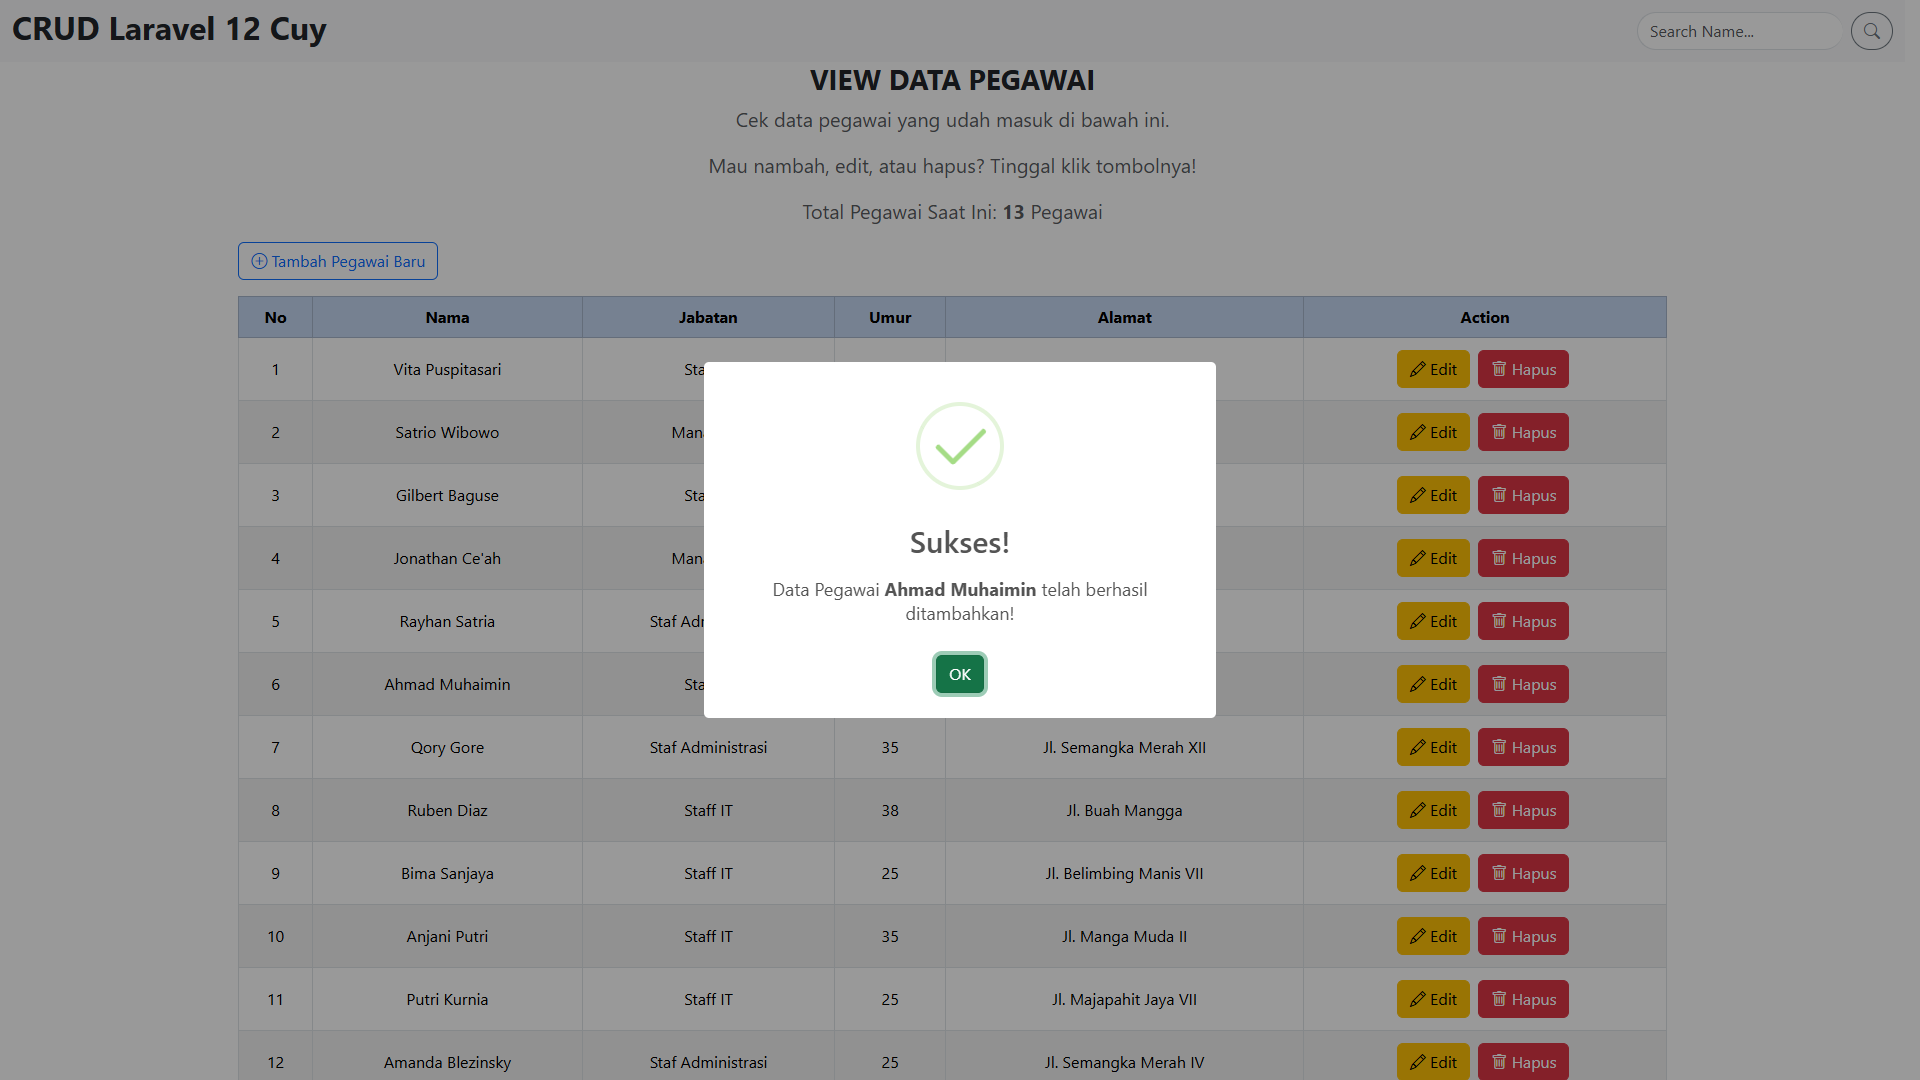 CRUD Laravel 12 Cuy
Search Name...
VIEW DATA PEGAWAI
Cek data pegawai yang udah masuk di bawah ini.
Mau nambah, edit, atau hapus? Tinggal klik tombolnya!
Total Pegawai Saat Ini: 13 Pegawai
Tambah Pegawai Baru
No Nama Jabatan Umur Alamat Action
1 Vita Puspitasari Sta Edit Hapus
2 Satrio Wibowo Man Edit Hapus
3 Gilbert Baguse Sta Edit Hapus
4 Jonathan Ce'ah Man Edit Hapus
5 Rayhan Satria Staf Adr Edit Hapus
6 Ahmad Muhaimin Sta Edit Hapus
Sukses!
Data Pegawai Ahmad Muhaimin telah berhasil
ditambahkan!
OK
7 Qory Gore Staf Administrasi 35 Jl. Semangka Merah XII Edit Hapus
8 Ruben Diaz Staff IT 38 Jl. Buah Mangga Edit Hapus
9 Bima Sanjaya Staff IT 25 Jl. Belimbing Manis VII Edit Hapus
10 Anjani Putri Staff IT 35 Jl. Manga Muda II Edit Hapus
11 Putri Kurnia Staff IT 25 Jl. Majapahit Jaya VII Edit Hapus
12 Amanda Blezinsky Staf Administrasi 25 Jl. Semangka Merah IV Edit Hapus